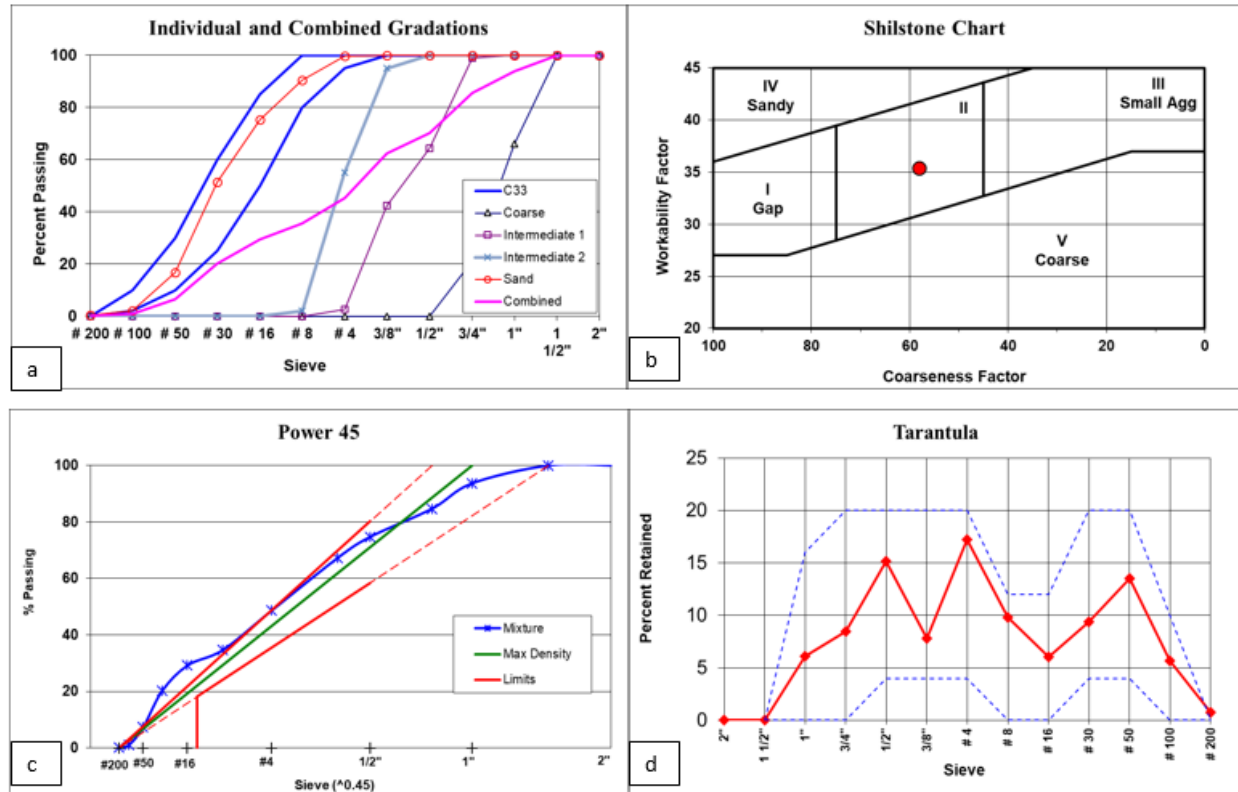 Individual and Combined Gradations
100
80
60
40
20
0
Percent Passing
C33
Coarse
Intermediate 1
Intermediate 2
Sand
Combined
# 200 # 100 # 50 # 30 # 16 # 8 # 4 3/8" 1/2" 3/4" 1" 1 1/2" 2"
Sieve
a
Shilstone Chart
45
40
35
30
25
20
Workability Factor
IV
Sandy
III
Small Agg
II
I
Gap
V
Coarse
100 80 60 40 20 0
Coarseness Factor
b
Power 45
100
80
60
40
20
0
% Passing
Mixture
Max Density
Limits
#200 #50 #16 #4 1/2" 1" 2"
Sieve (^0.45)
c
Tarantula
25
20
15
10
5
0
Percent Retained
2" 1 1/2" 1" 3/4" 1/2" 3/8" # 4 # 8 # 16 # 30 # 50 # 100 # 200
Sieve
d